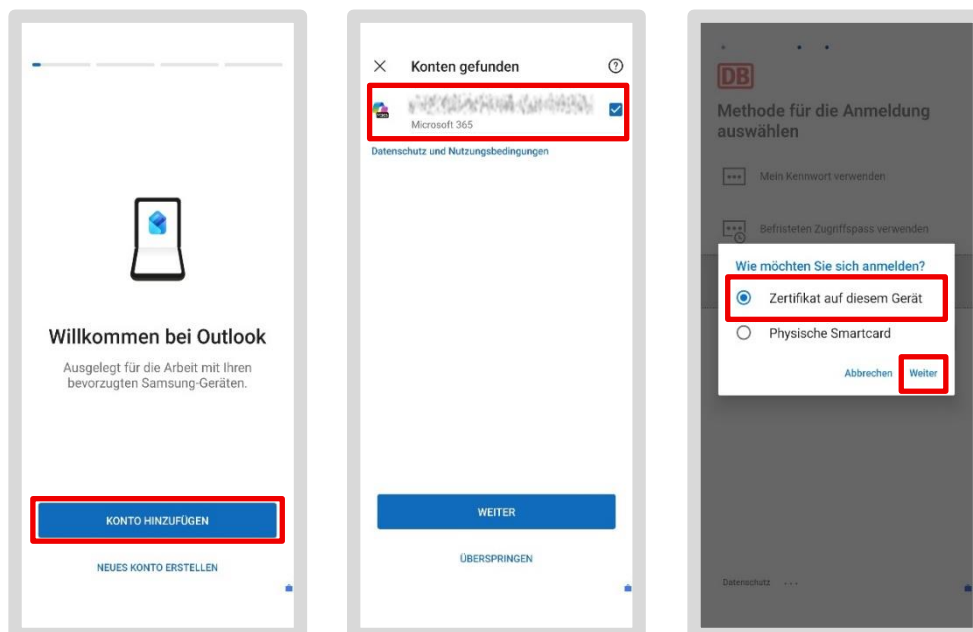 Willkommen bei Outlook
Ausgelegt für die Arbeit mit Ihren
bevorzugten Samsung-Geräten.
KONTO HINZUFÜGEN
NEUES KONTO ERSTELLEN
Konten gefunden
Microsoft 365
Datenschutz und Nutzungsbedingungen
WEITER
ÜBERSPRINGEN
DB
Methode für die Anmeldung
auswählen
Mein Kennwort verwenden
Befristeten Zugriffspass verwenden
Wie möchten Sie sich anmelden?
Zertifikat auf diesem Gerät
Physische Smartcard
Abbrechen Weiter
Datenschutz ...